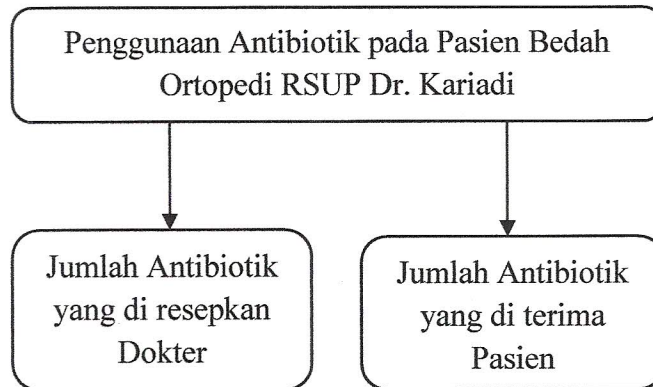 Penggunaan Antibiotik pada Pasien Bedah
Ortopedi RSUP Dr. Kariadi
Jumlah Antibiotik
yang di resepkan
Dokter
Jumlah Antibiotik
yang di terima
Pasien